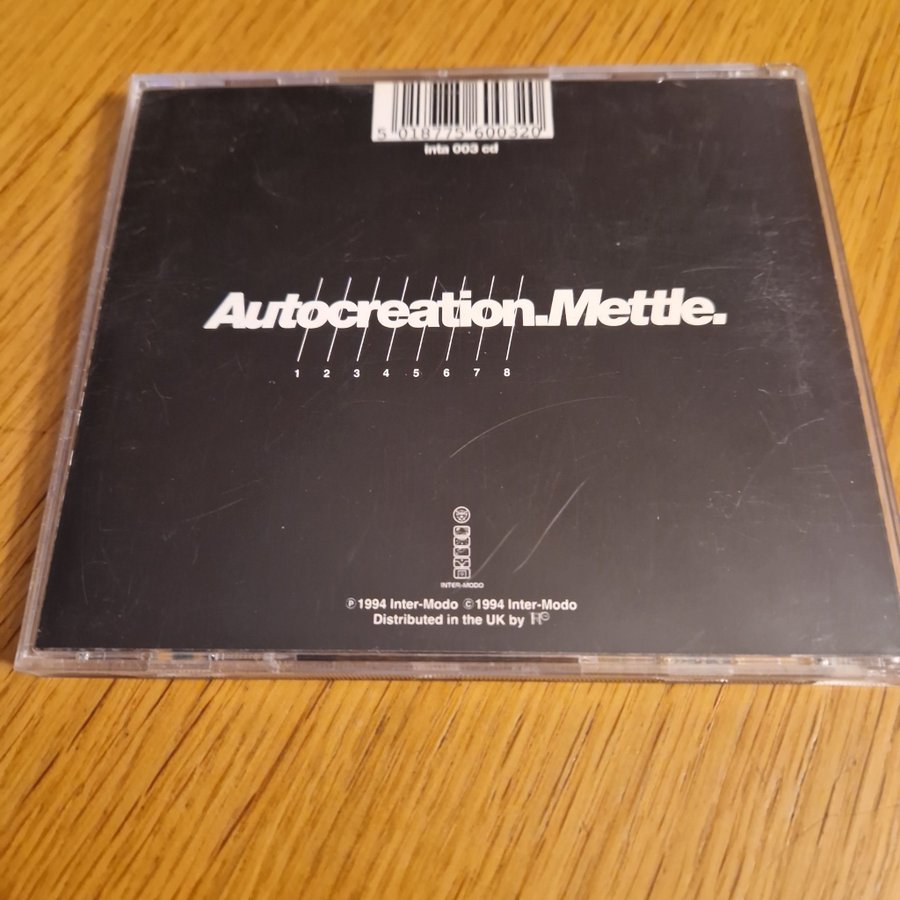 5 018775 600320
inta 003 cd
Autocreation.Mettle.
1 2 3 4 5 6 7 8
INTER-MODO
℗1994 Inter-Modo ©1994 Inter-Modo
Distributed in the UK by